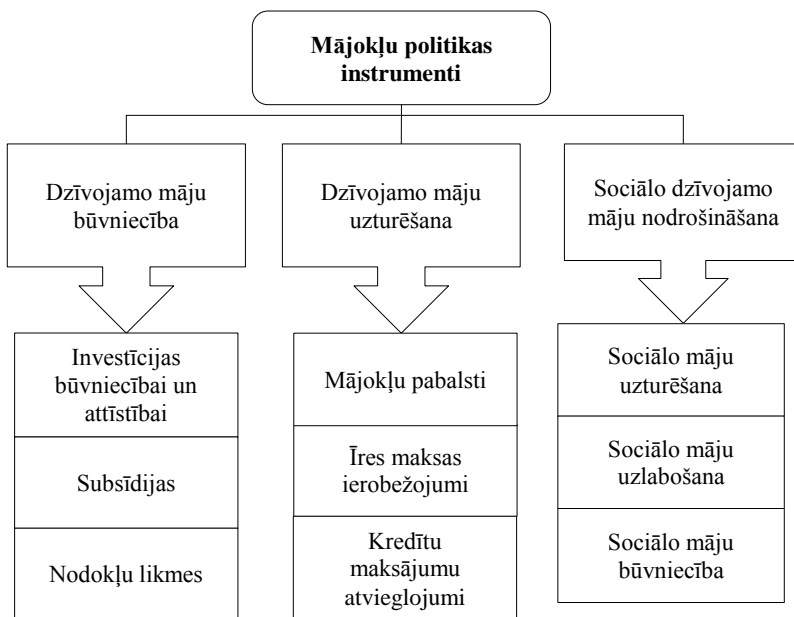 Mājokļu politikas
instrumenti
Dzīvojamo māju
būvniecība
Dzīvojamo māju
uzturēšana
Sociālo dzīvojamo
māju nodrošināšana
Investīcijas
būvniecībai un
attīstībai
Subsīdijas
Nodokļu likmes
Mājokļu pabalsti
Īres maksas
ierobežojumi
Kredītu
maksājumu
atvieglojumi
Sociālo māju
uzturēšana
Sociālo māju
uzlabošana
Sociālo māju
būvniecība